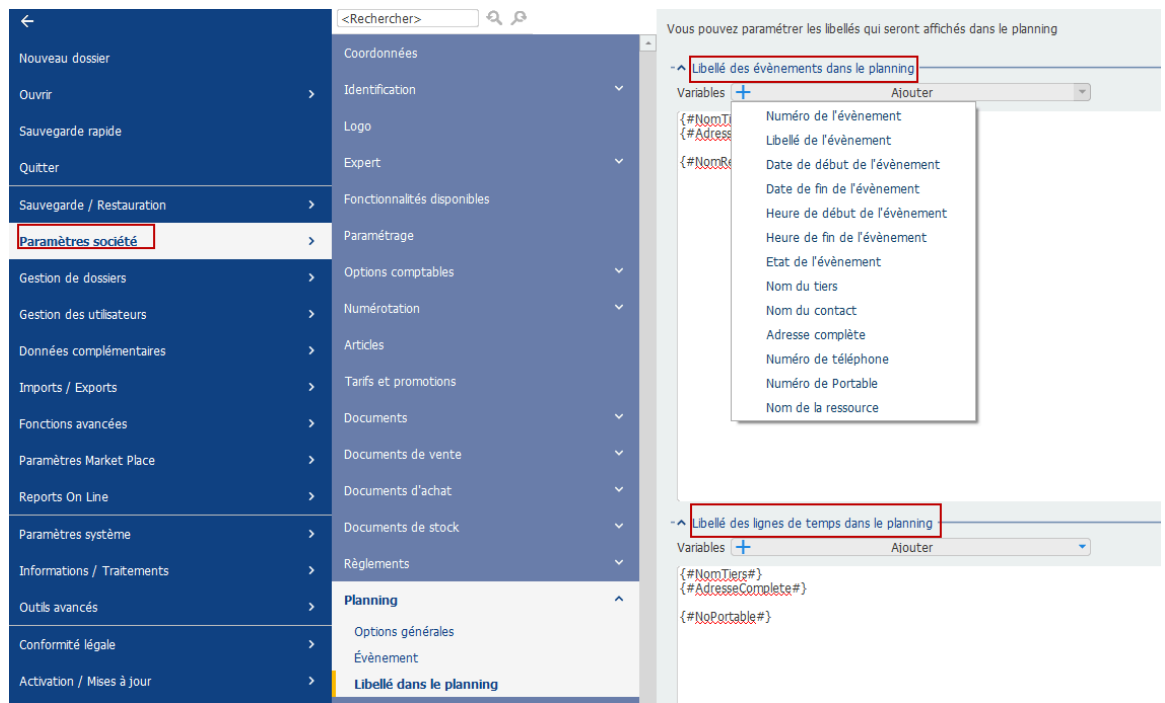 Nouveau dossier
Ouvrir
Sauvegarde rapide
Quitter
Sauvegarde / Restauration
Paramètres société
Gestion de dossiers
Gestion des utilisateurs
Données complémentaires
Imports / Exports
Fonctions avancées
Paramètres Market Place
Reports On Line
Paramètres système
Informations / Traitements
Outils avancés
Conformité légale
Activation / Mises à jour
<Rechercher>
Coordonnées
Identification
Logo
Expert
Fonctionnalités disponibles
Paramétrage
Options comptables
Numérotation
Articles
Tarifs et promotions
Documents
Documents de vente
Documents d'achat
Documents de stock
Règlements
Planning
Options générales
Évènement
Libellé dans le planning
Vous pouvez paramétrer les libellés qui seront affichés dans le planning
Libellé des évènements dans le planning
Variables + Ajouter
{#NomTi
{#Adress
{#NomRe
Numéro de l'évènement
Libellé de l'évènement
Date de début de l'évènement
Date de fin de l'évènement
Heure de début de l'évènement
Heure de fin de l'évènement
Etat de l'évènement
Nom du tiers
Nom du contact
Adresse complète
Numéro de téléphone
Numéro de Portable
Nom de la ressource
Libellé des lignes de temps dans le planning
Variables + Ajouter
{#NomTiers#}
{#AdresseComplete#}
{#NoPortable#}